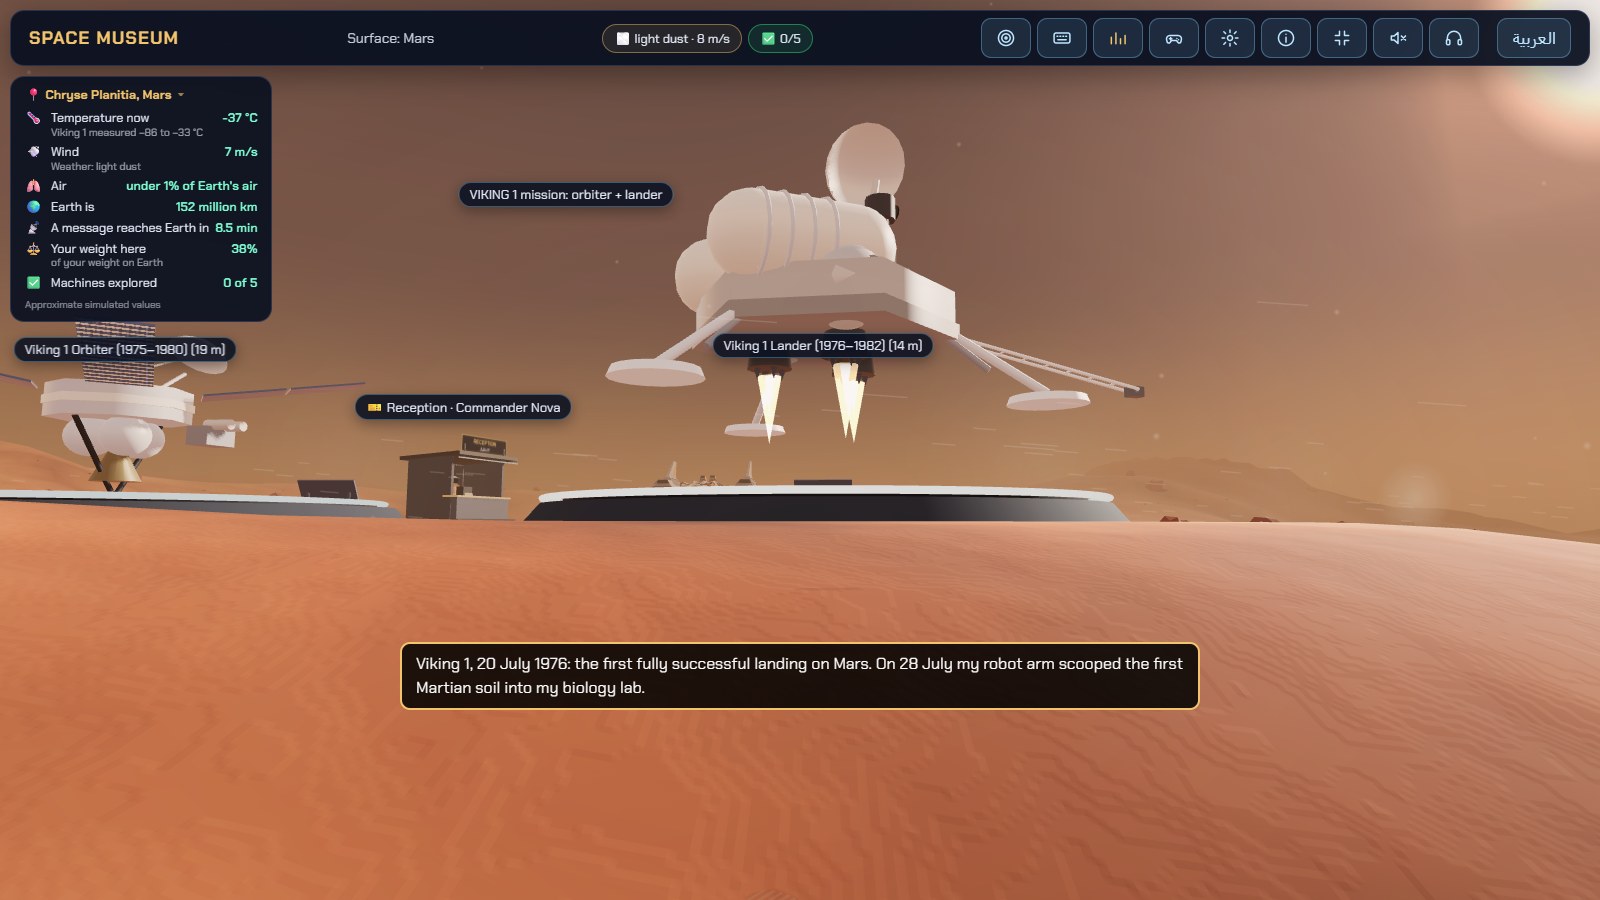 SPACE MUSEUM
Surface: Mars
light dust · 8 m/s
0/5
العربية
Chryse Planitia, Mars
Temperature now -37 °C
Viking 1 measured −86 to −33 °C
Wind 7 m/s
Weather: light dust
Air under 1% of Earth's air
Earth is 152 million km
A message reaches Earth in 8.5 min
Your weight here 38%
of your weight on Earth
Machines explored 0 of 5
Approximate simulated values
VIKING 1 mission: orbiter + lander
Viking 1 Orbiter (1975–1980) (19 m)
Viking 1 Lander (1976–1982) (14 m)
Reception · Commander Nova
RECEPTION
Viking 1, 20 July 1976: the first fully successful landing on Mars. On 28 July my robot arm scooped the first
Martian soil into my biology lab.